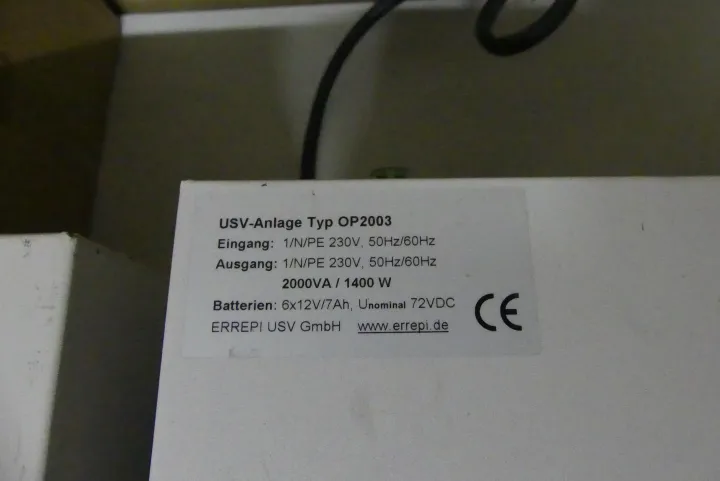 USV-Anlage Typ OP2003
Eingang: 1/N/PE 230V, 50Hz/60Hz
Ausgang: 1/N/PE 230V, 50Hz/60Hz
2000VA / 1400 W
Batterien: 6x12V/7Ah, Unominal 72VDC
ERREPI USV GmbH www.errepi.de
CE